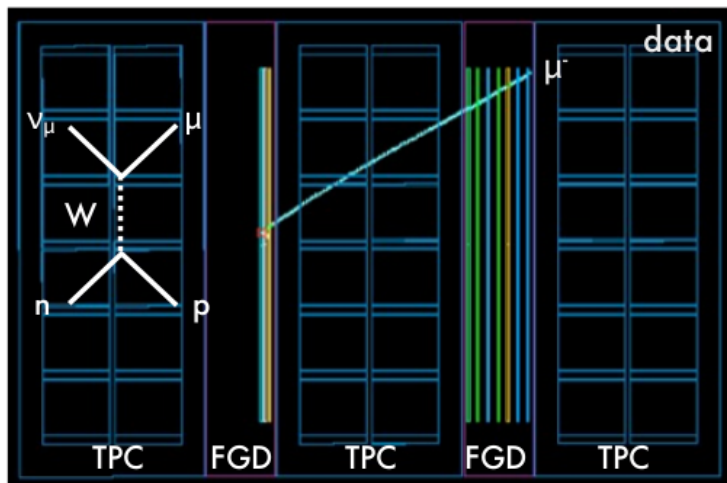 data
μ⁻
νμ μ
W
n p
TPC FGD TPC FGD TPC